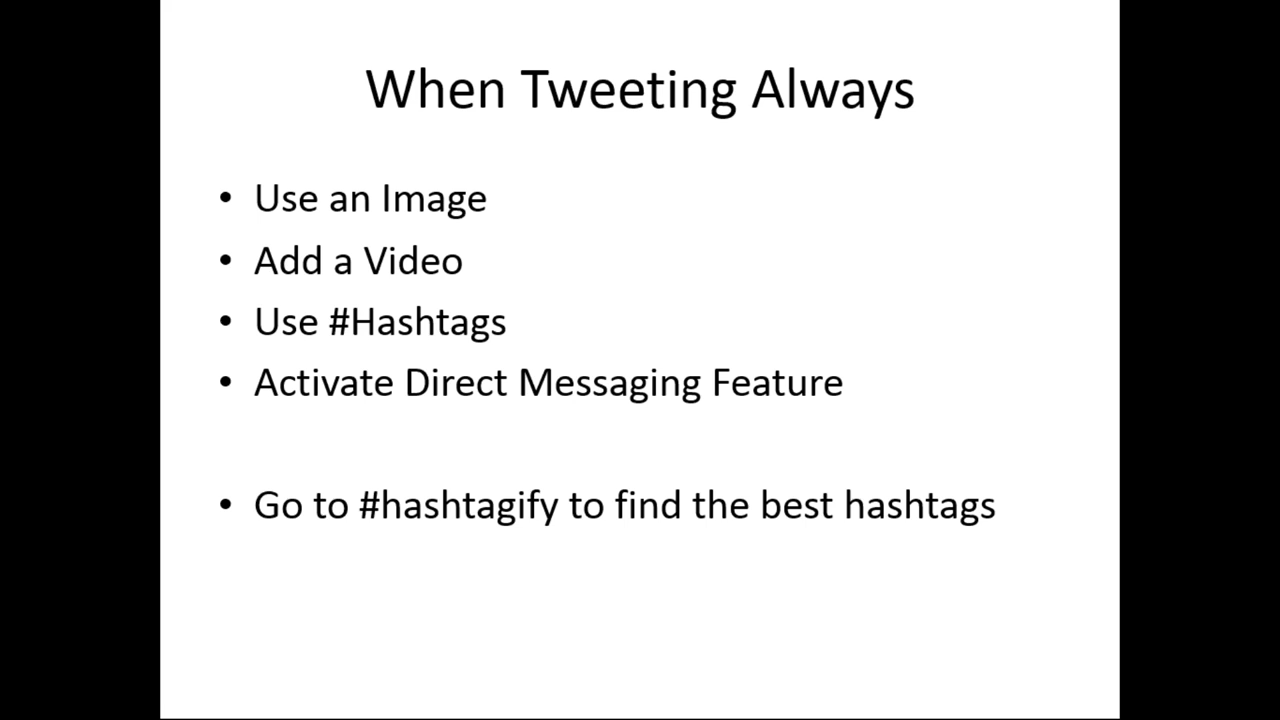 When Tweeting Always
• Use an Image
• Add a Video
• Use #Hashtags
• Activate Direct Messaging Feature
• Go to #hashtagify to find the best hashtags